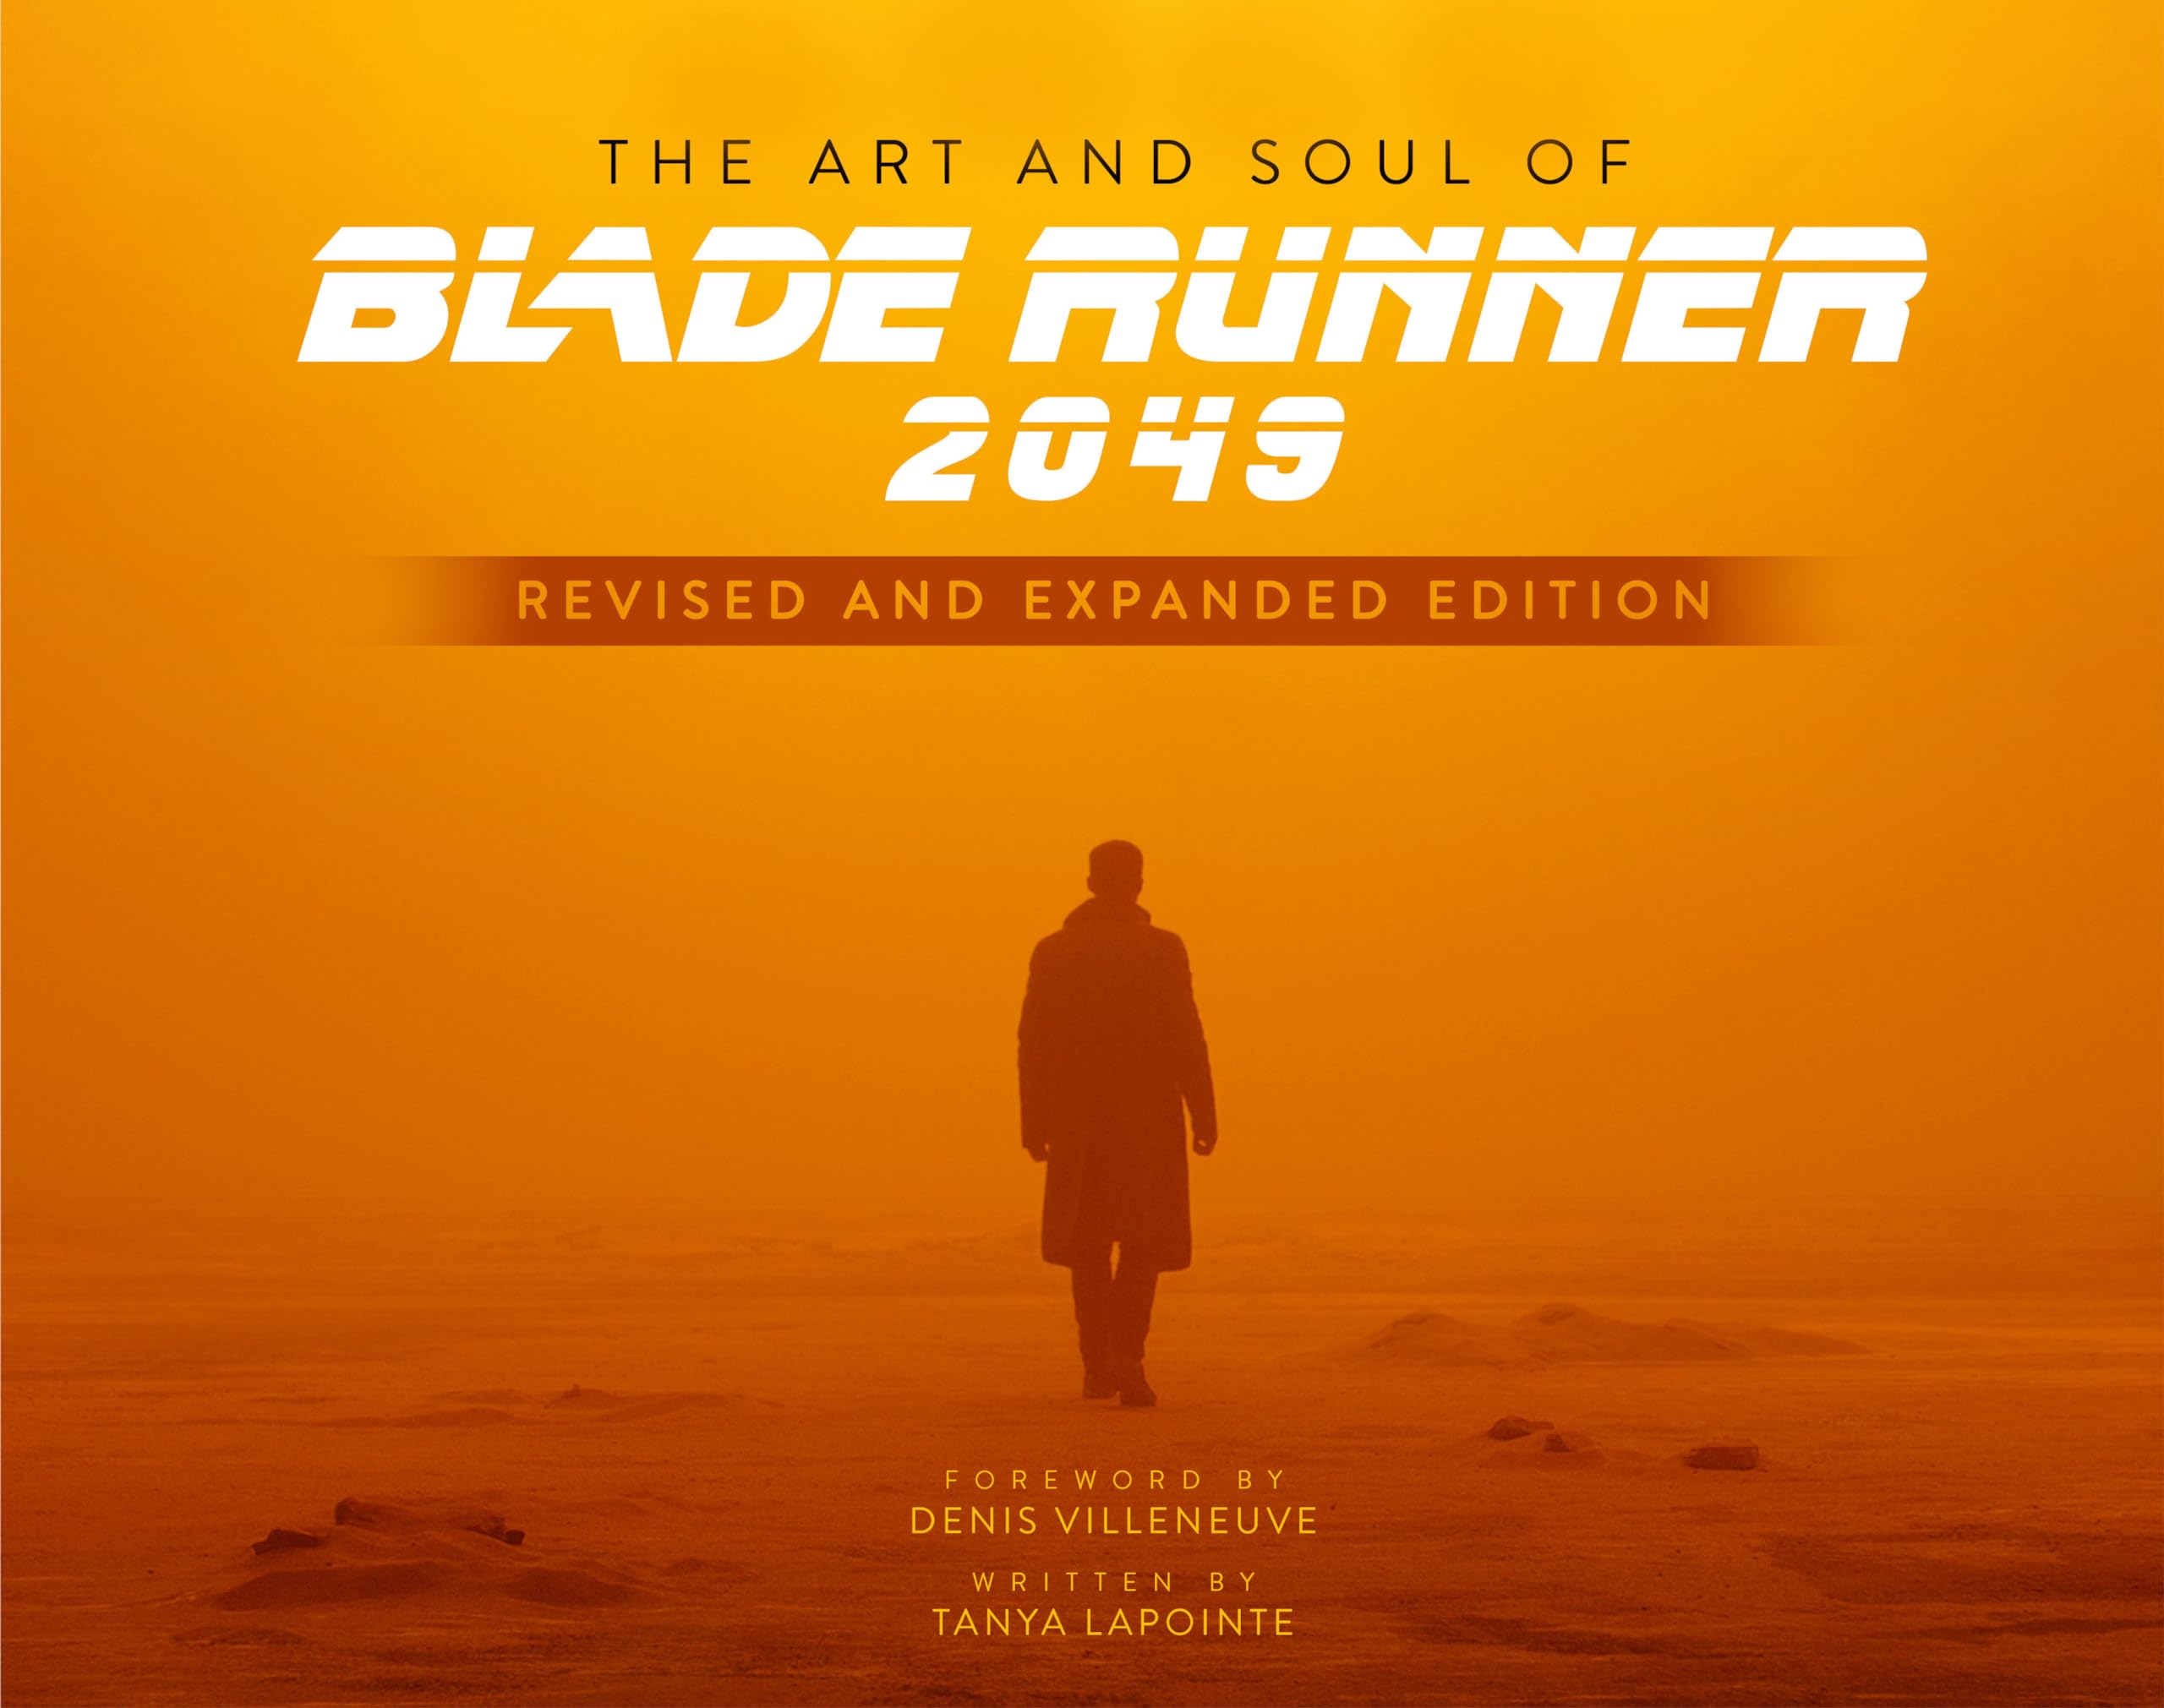 THE ART AND SOUL OF
BLADE RUNNER
2049
REVISED AND EXPANDED EDITION
FOREWORD BY
DENIS VILLENEUVE
WRITTEN BY
TANYA LAPOINTE